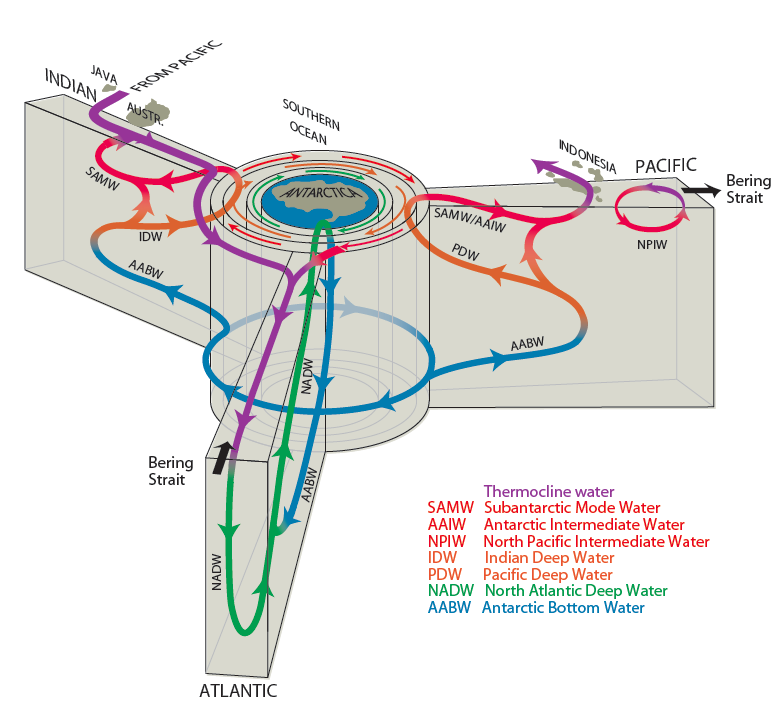 FROM PACIFIC
JAVA
INDIAN
AUSTR.
SOUTHERN
OCEAN
ANTARCTICA
INDONESIA
PACIFIC
Bering
Strait
SAMW
SAMW/AAIW
NPIW
IDW
PDW
AABW
AABW
NADW
Bering
Strait
AABW
NADW
ATLANTIC
Thermocline water
SAMW Subantarctic Mode Water
AAIW Antarctic Intermediate Water
NPIW North Pacific Intermediate Water
IDW Indian Deep Water
PDW Pacific Deep Water
NADW North Atlantic Deep Water
AABW Antarctic Bottom Water